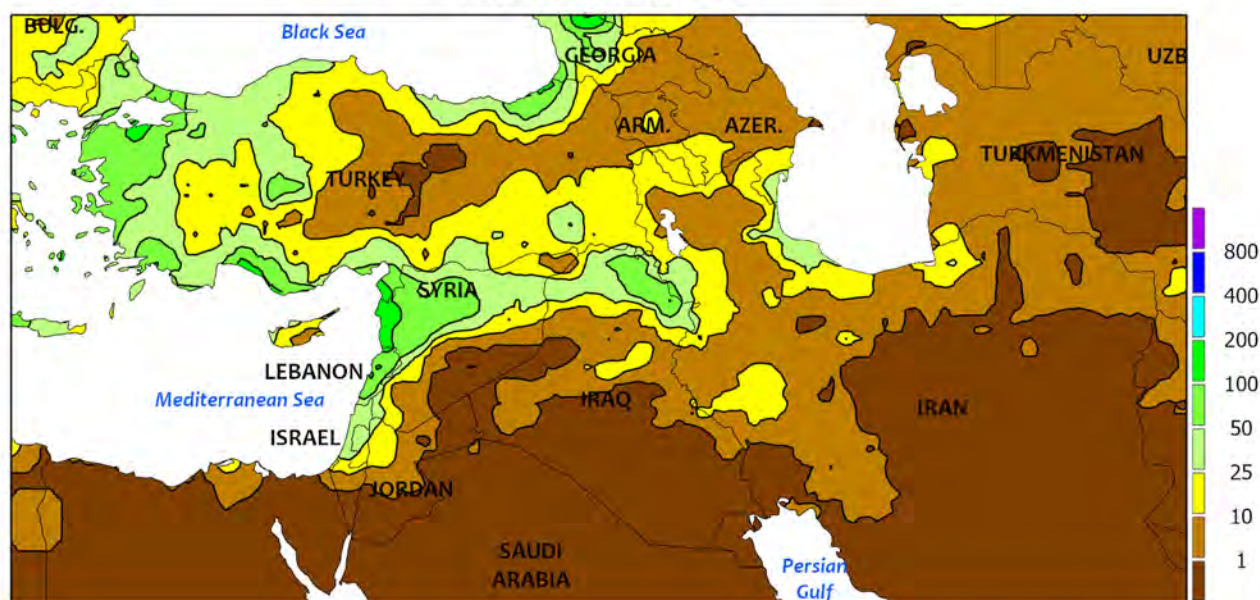 BULG.
Black Sea
GEORGIA
UZB
ARM.
AZER.
TURKMENISTAN
TURKEY
SYRIA
LEBANON
Mediterranean Sea
IRAQ
IRAN
ISRAEL
JORDAN
SAUDI
ARABIA
Persian
Gulf
800
400
200
100
50
25
10
1